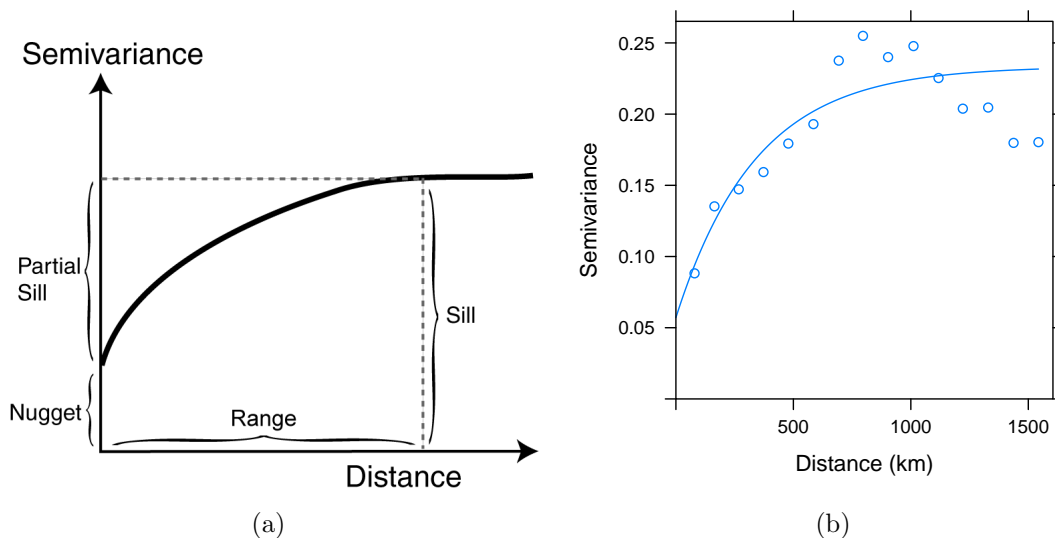 Semivariance
Partial
Sill
Nugget
Range
Sill
Distance
(a)
0.25
0.20
0.15
0.10
0.05
Semivariance
500
1000
1500
Distance (km)
(b)